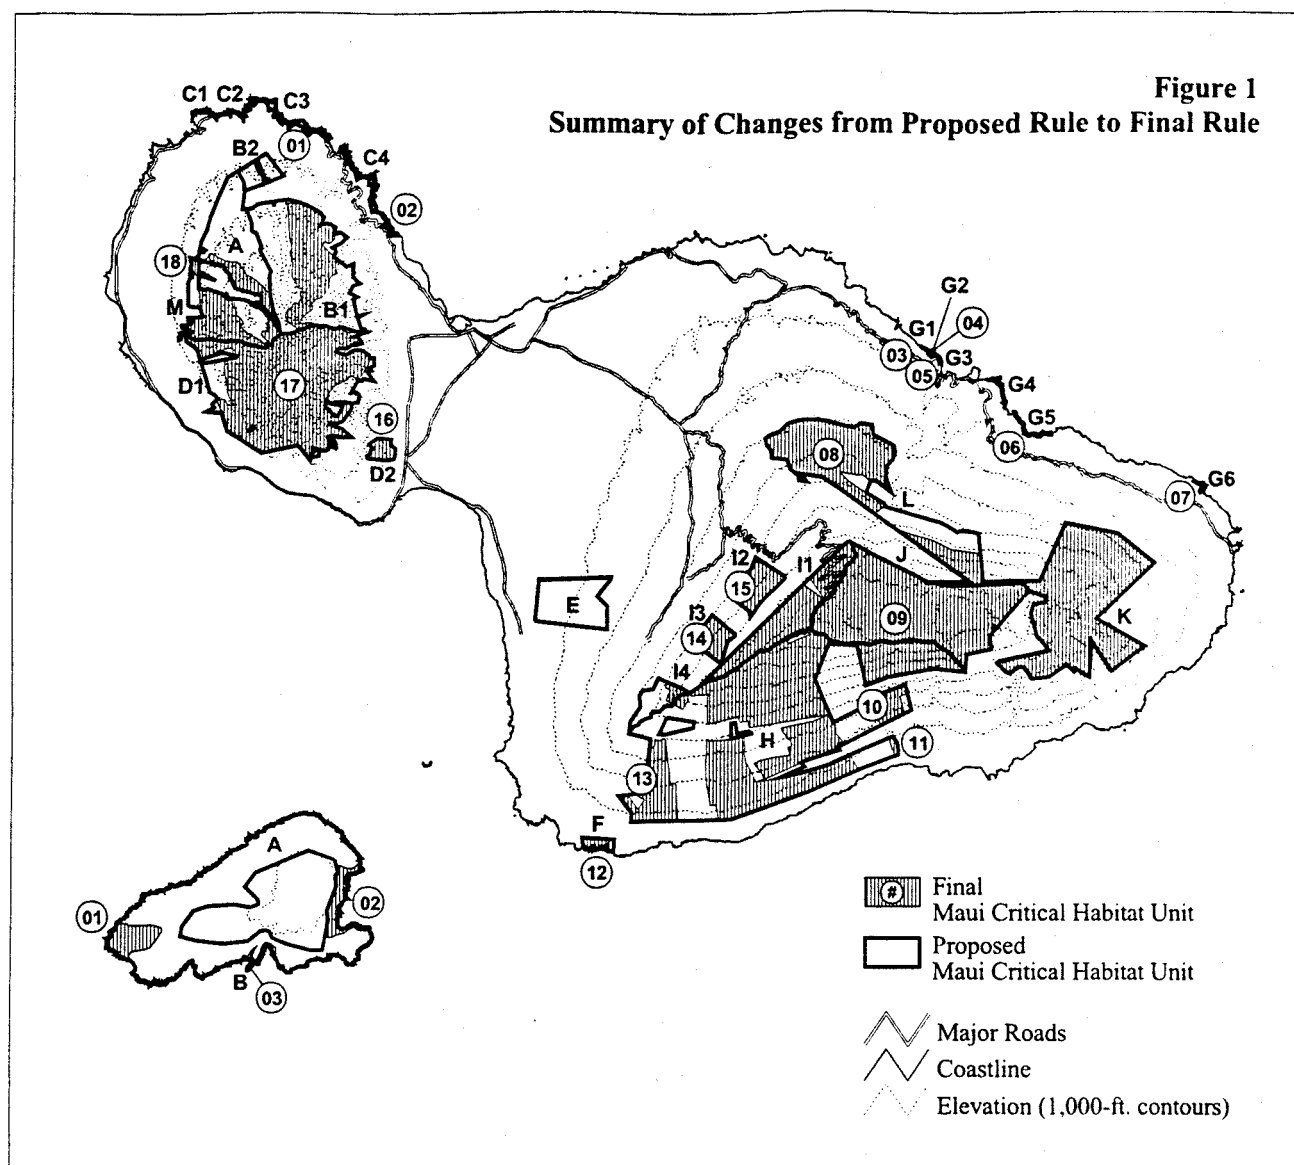 Figure 1
Summary of Changes from Proposed Rule to Final Rule
C1 C2 C3
01
B2
C4
02
A
18
M
B1
D1
17
16
D2
G2
G1 04
03 G3
05
G4
G5
06
G6
07
08
L
J
I2 I1
15
E
I3
14
09
K
I4
10
H
11
13
F
12
A
01
02
B
03
# Final
Maui Critical Habitat Unit
Proposed
Maui Critical Habitat Unit
Major Roads
Coastline
Elevation (1,000-ft. contours)